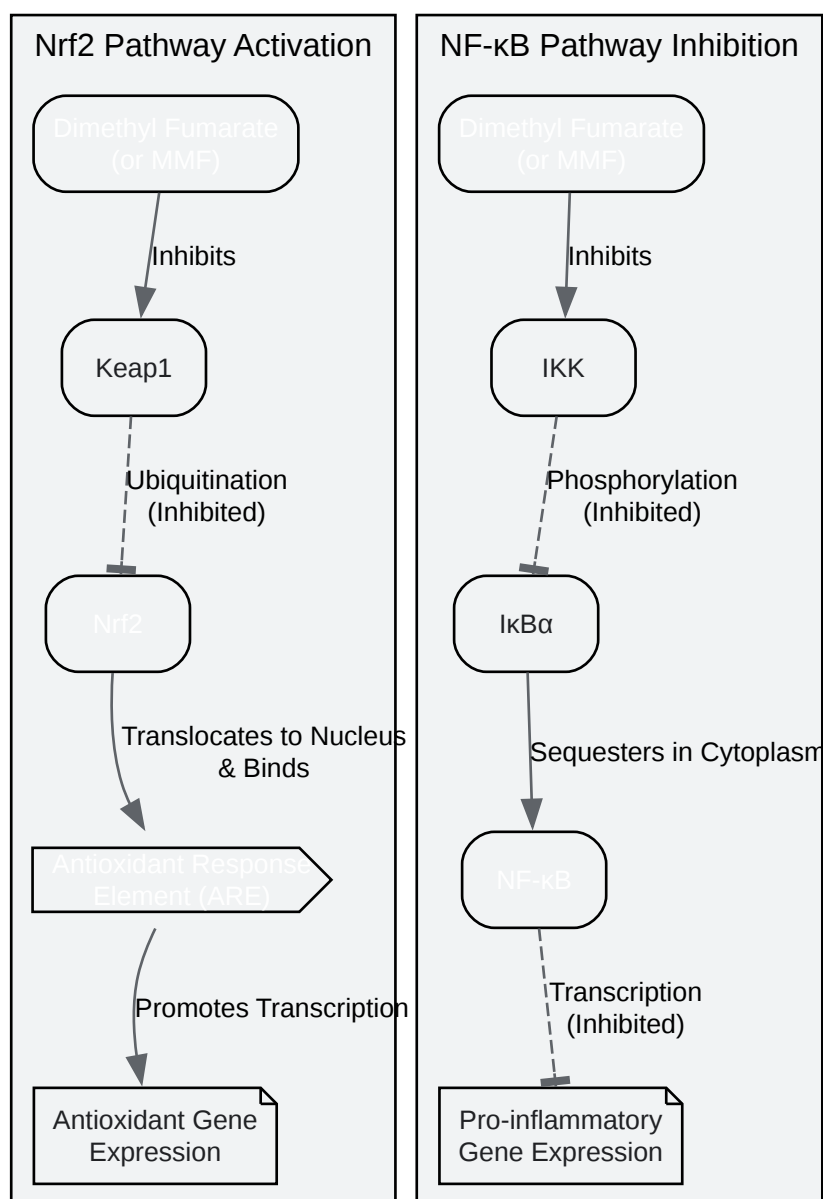 Nrf2 Pathway Activation
Dimethyl Fumarate
(or MMF)
Inhibits
Keap1
Ubiquitination
(Inhibited)
Nrf2
Translocates to Nucleus
& Binds
Antioxidant Response
Element (ARE)
Promotes Transcription
Antioxidant Gene
Expression
NF-κB Pathway Inhibition
Dimethyl Fumarate
(or MMF)
Inhibits
IKK
Phosphorylation
(Inhibited)
IκBα
Sequesters in Cytoplasm
NF-κB
Transcription
(Inhibited)
Pro-inflammatory
Gene Expression